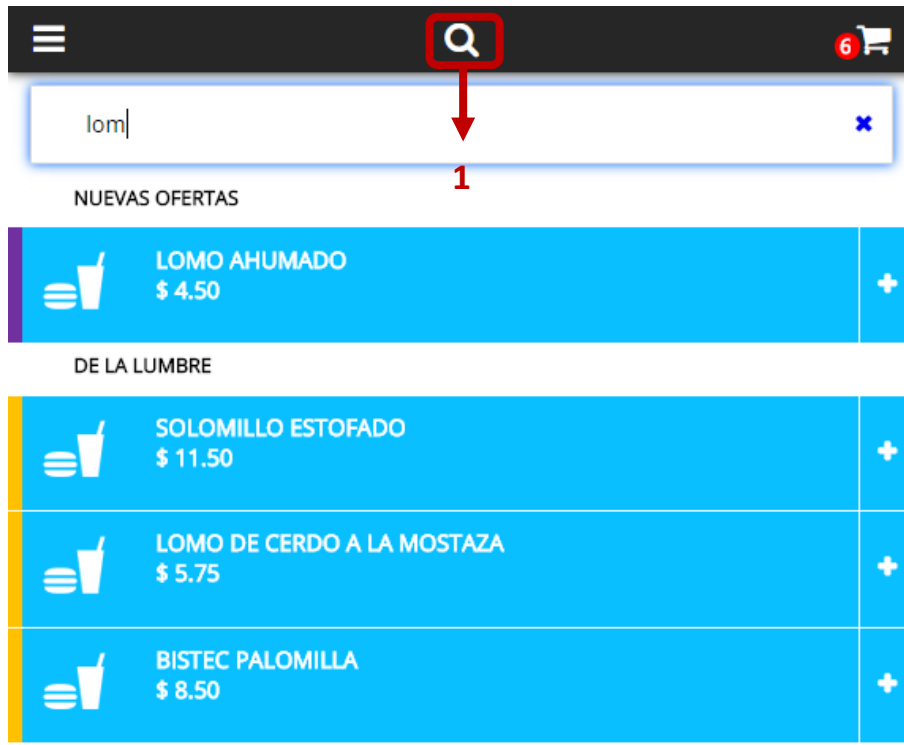 6
lom
1
NUEVAS OFERTAS
LOMO AHUMADO
$ 4.50
DE LA LUMBRE
SOLOMILLO ESTOFADO
$ 11.50
LOMO DE CERDO A LA MOSTAZA
$ 5.75
BISTEC PALOMILLA
$ 8.50